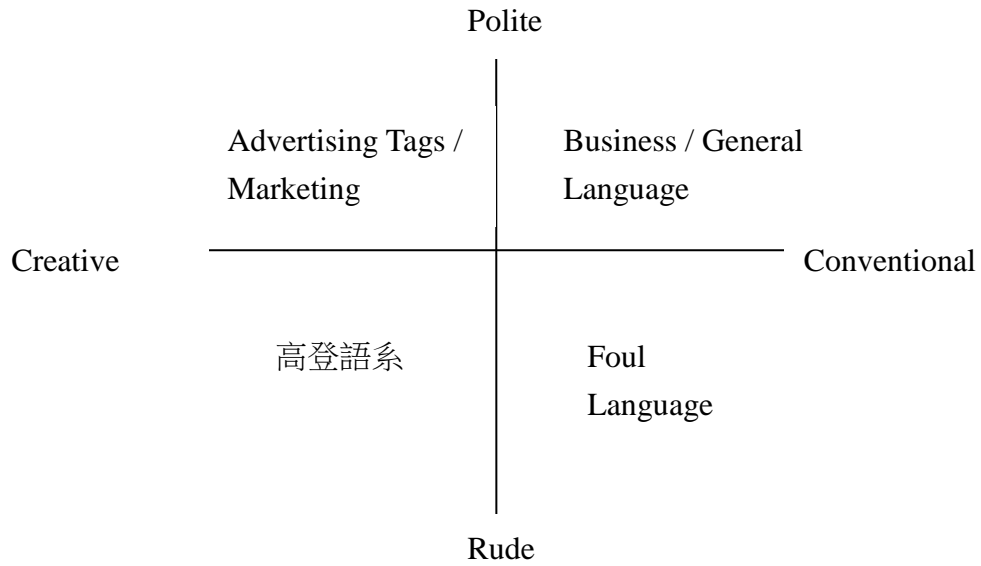 Polite
Advertising Tags /
Marketing
Business / General
Language
Creative
Conventional
高登語系
Foul
Language
Rude